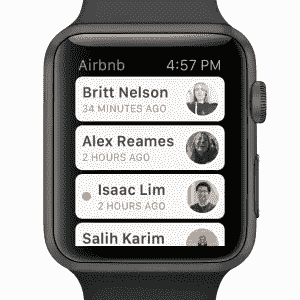 Airbnb 4:57 PM
Britt Nelson
34 MINUTES AGO
Alex Reames
2 HOURS AGO
Isaac Lim
2 HOURS AGO
Salih Karim